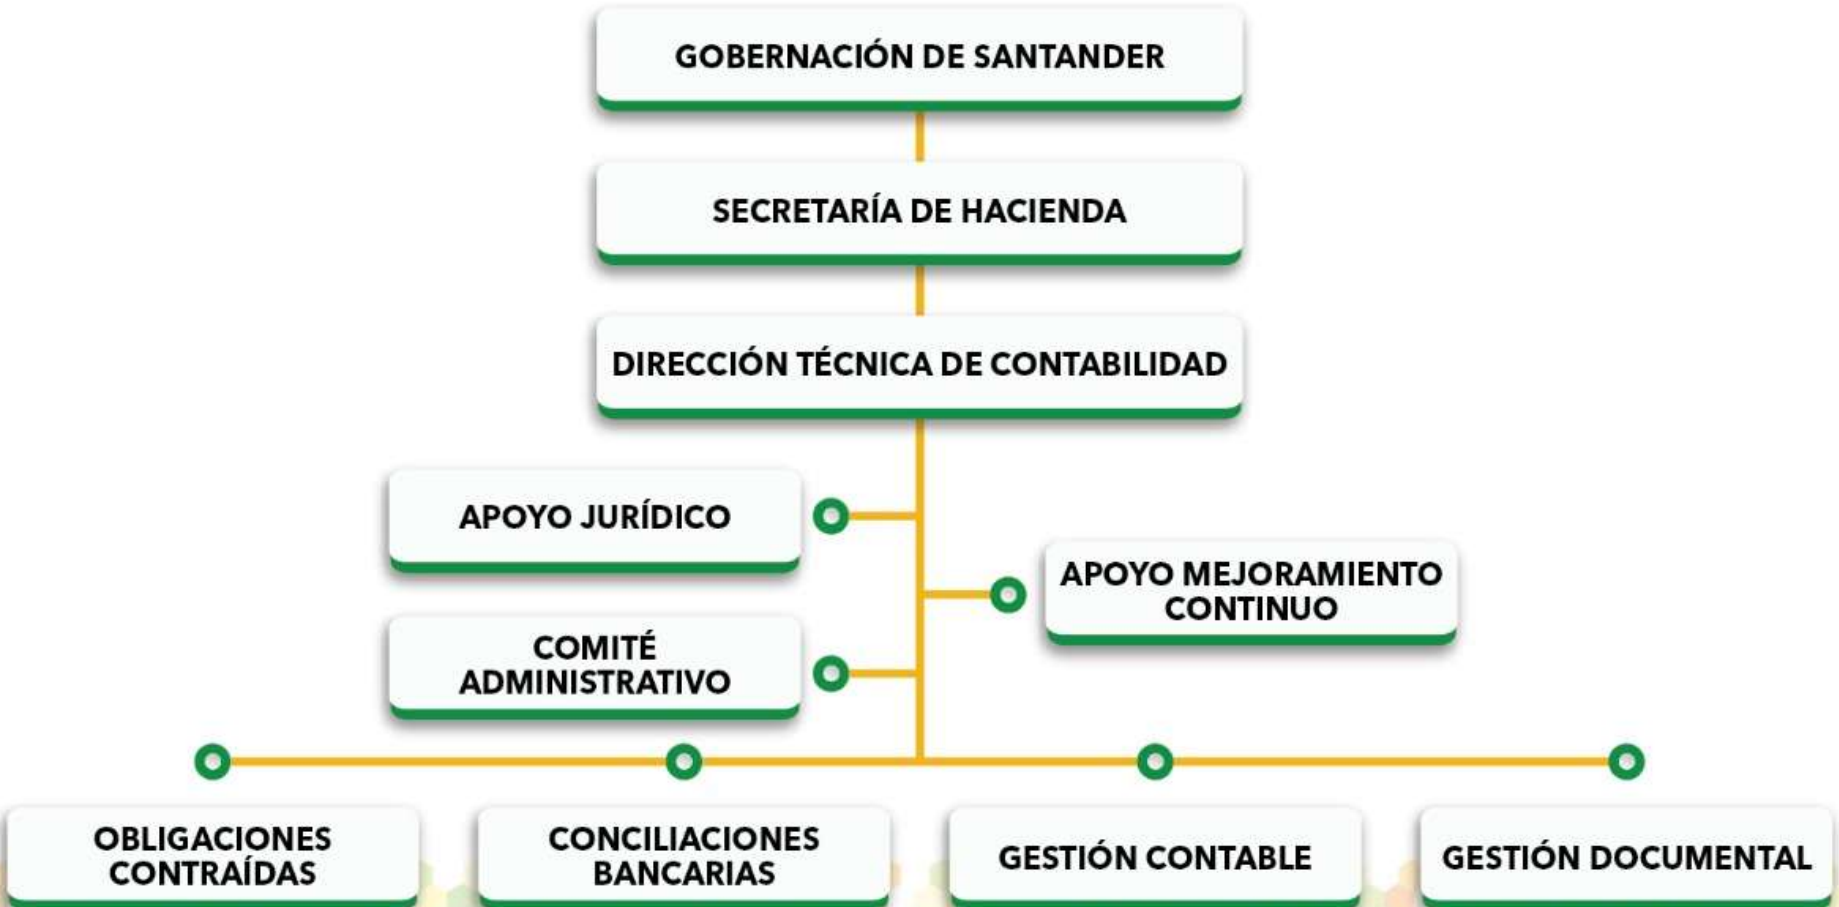 GOBERNACIÓN DE SANTANDER
SECRETARÍA DE HACIENDA
DIRECCIÓN TÉCNICA DE CONTABILIDAD
APOYO JURÍDICO
APOYO MEJORAMIENTO
CONTINUO
COMITÉ
ADMINISTRATIVO
OBLIGACIONES
CONTRAÍDAS
CONCILIACIONES
BANCARIAS
GESTIÓN CONTABLE
GESTIÓN DOCUMENTAL